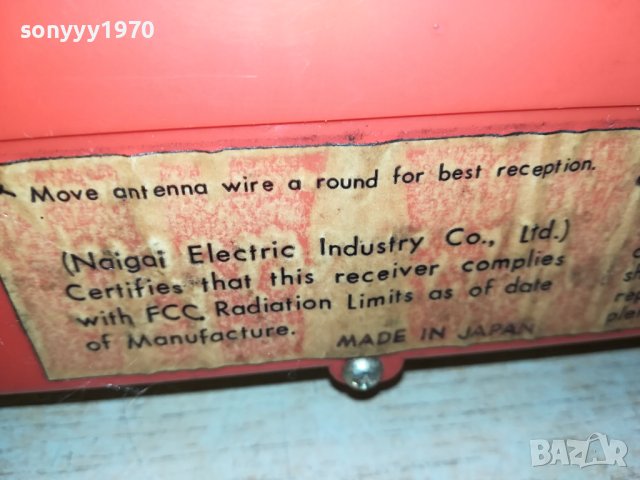 sonyyy1970
Move antenna wire a round for best reception.
(Naigai Electric Industry Co., Ltd.)
Certifies that this receiver complies
with FCC Radiation Limits as of date
of Manufacture. MADE IN JAPAN
BAZAR